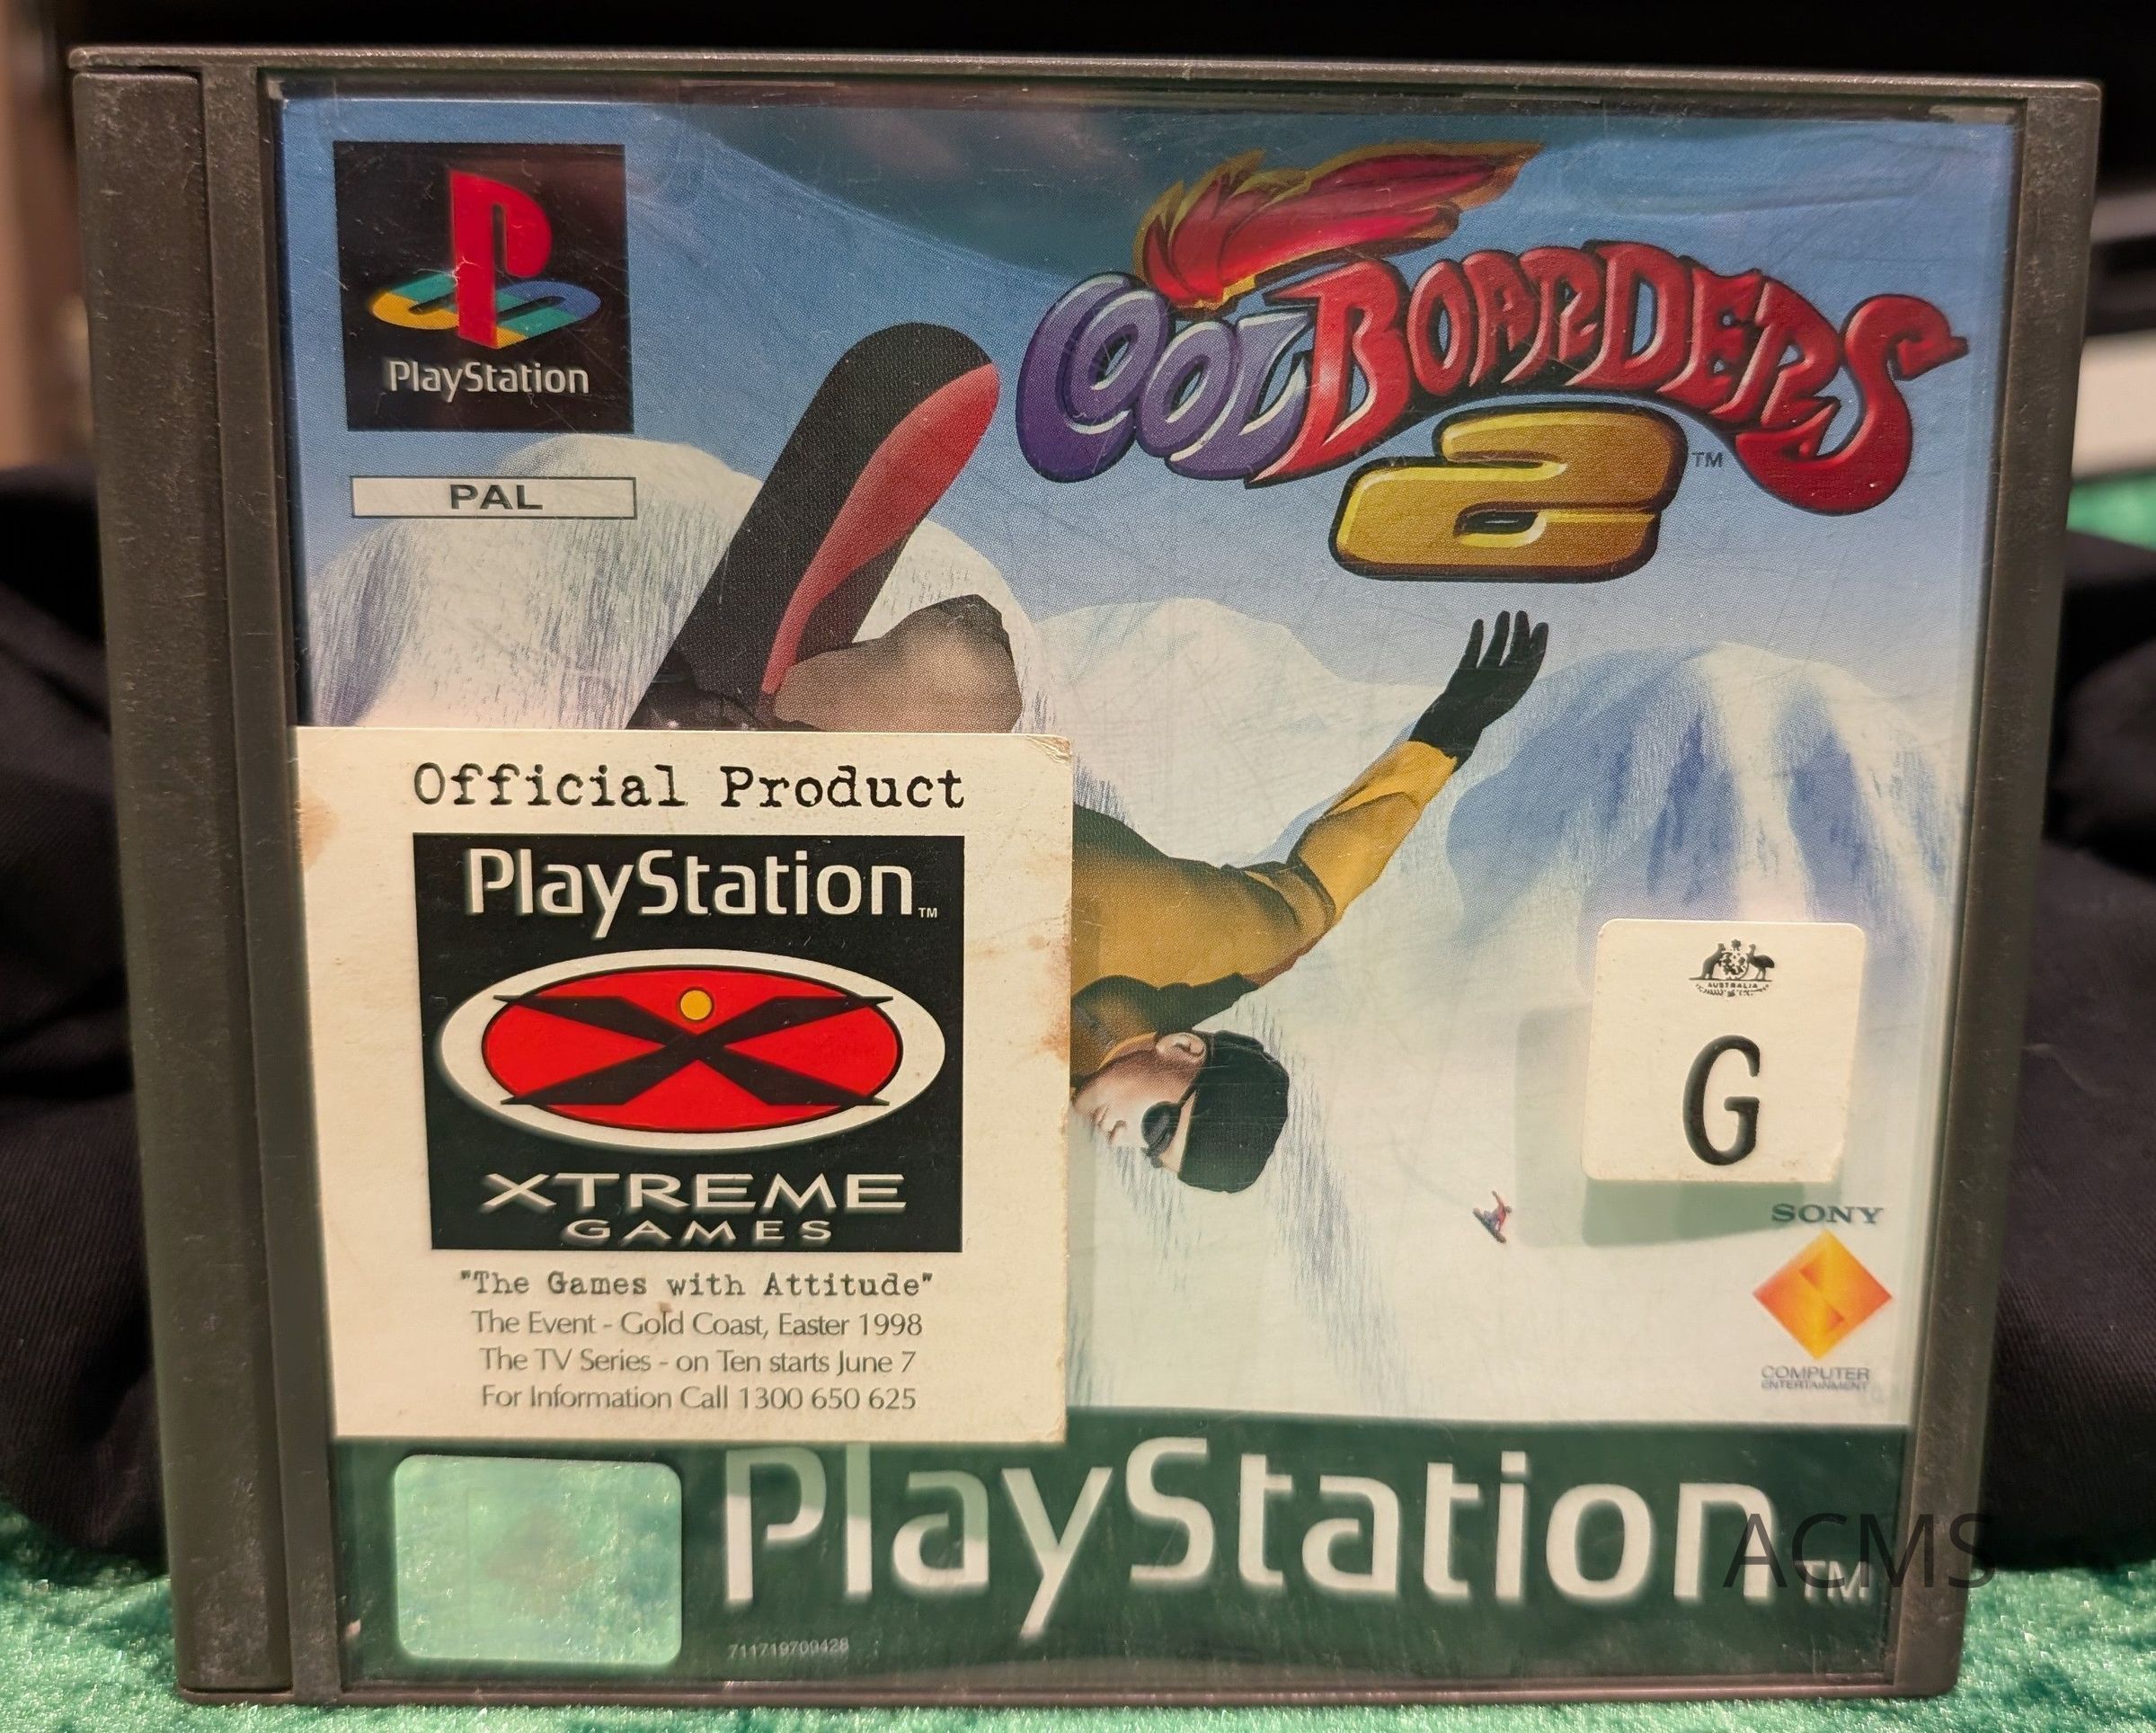 PlayStation
PAL
COOL BOARDERS
2 TM
Official Product
PlayStation TM
XTREME
GAMES
"The Games with Attitude"
The Event - Gold Coast, Easter 1998
The TV Series - on Ten starts June 7
For Information Call 1300 650 625
AUSTRALIA
G
SONY
COMPUTER
ENTERTAINMENT
PlayStation TM
711719709428
ACMS